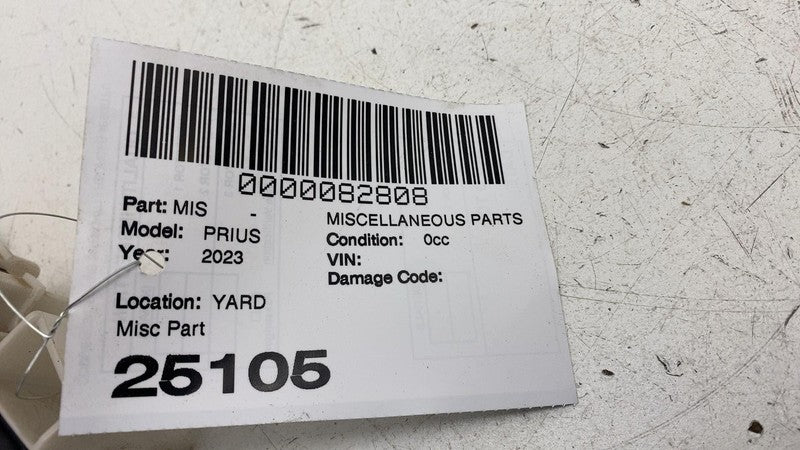 0000082808
Part: MIS - MISCELLANEOUS PARTS
Model: PRIUS Condition: 0cc
Year: 2023 VIN:
Damage Code:
Location: YARD
Misc Part
25105